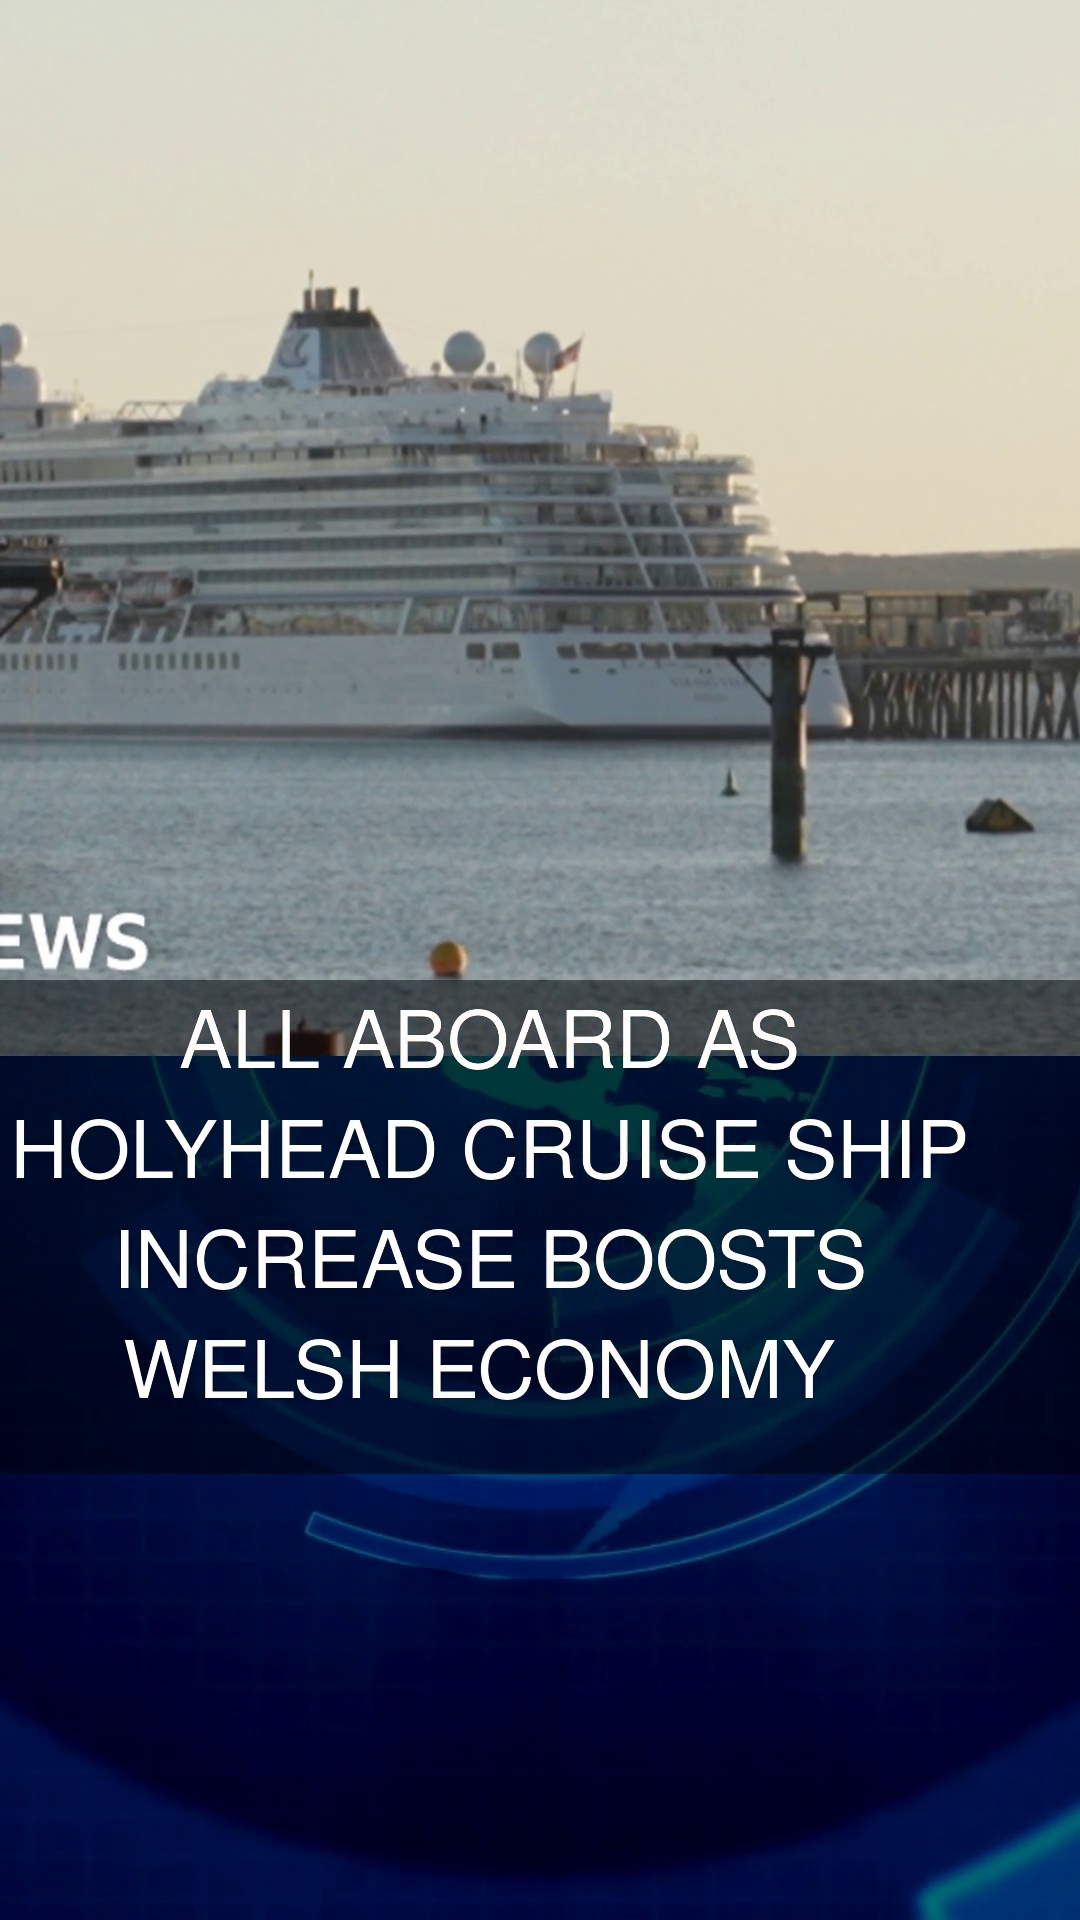 EWS
ALL ABOARD AS
HOLYHEAD CRUISE SHIP
INCREASE BOOSTS
WELSH ECONOMY